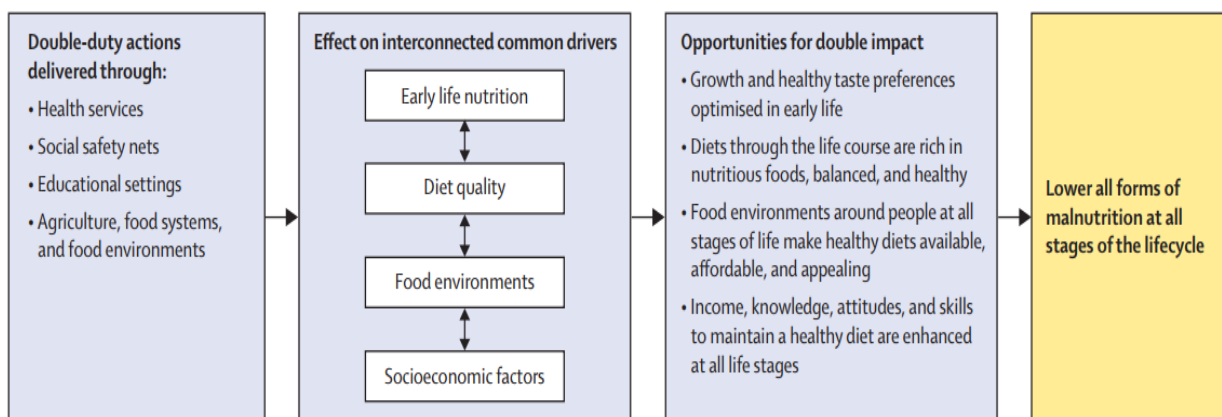 Double-duty actions
delivered through:
• Health services
• Social safety nets
• Educational settings
• Agriculture, food systems,
and food environments
Effect on interconnected common drivers
Early life nutrition
Diet quality
Food environments
Socioeconomic factors
Opportunities for double impact
• Growth and healthy taste preferences
optimised in early life
• Diets through the life course are rich in
nutritious foods, balanced, and healthy
• Food environments around people at all
stages of life make healthy diets available,
affordable, and appealing
• Income, knowledge, attitudes, and skills
to maintain a healthy diet are enhanced
at all life stages
Lower all forms of
malnutrition at all
stages of the lifecycle